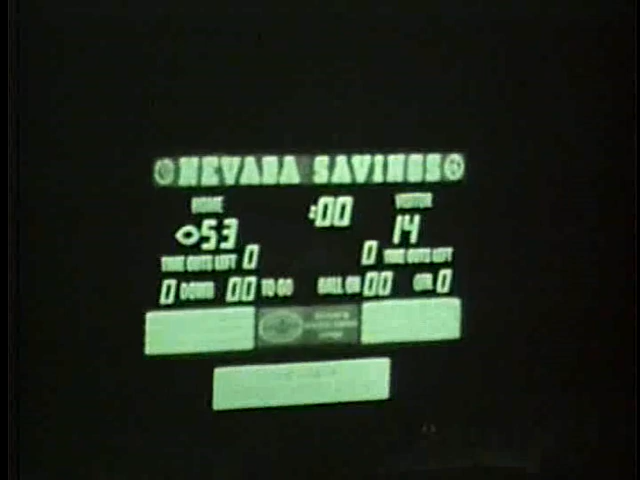 NEVADA SAVINGS
HOME :00 VISITOR
53 14
TIME OUTS LEFT 0 0 TIME OUTS LEFT
0 DOWN 00 TO GO BALL ON 00 QTR. 0